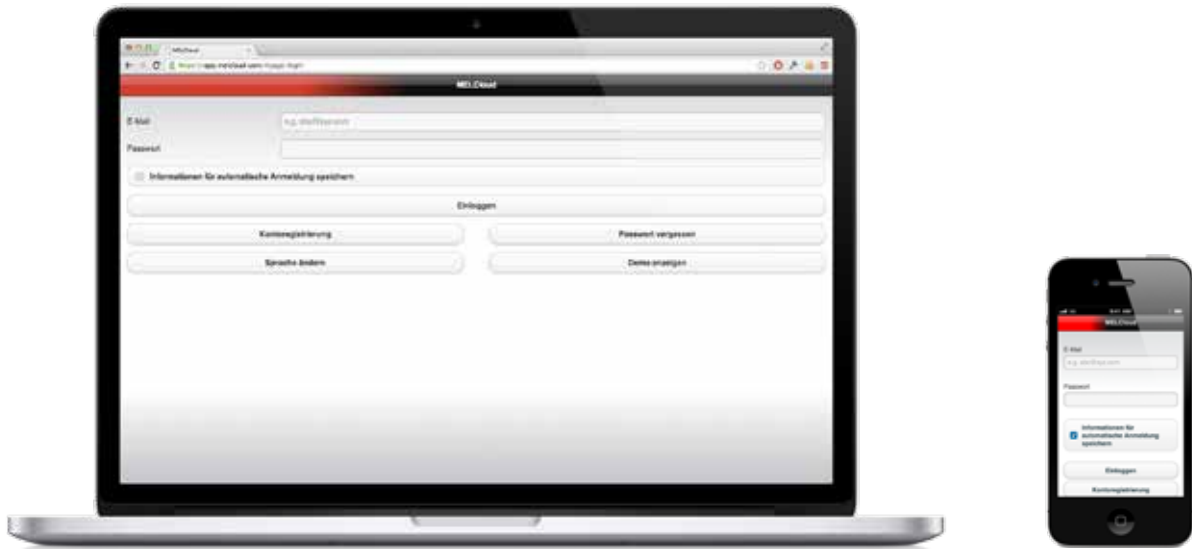 MELCloud
MELCloud
E-Mail
Passwort
Informationen für automatische Anmeldung speichern
Einloggen
Kontoregistrierung
Passwort vergessen
Sprache ändern
Demo anzeigen
MELCloud
E-Mail
Passwort
Informationen für
automatische Anmeldung
speichern
Einloggen
Kontoregistrierung